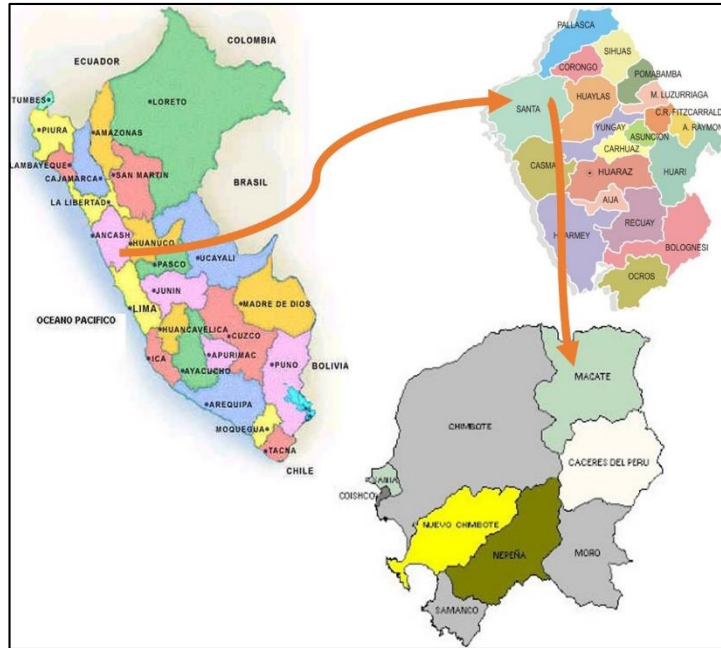 COLOMBIA
ECUADOR
TUMBES
LORETO
PIURA
AMAZONAS
LAMBAYEQUE
CAJAMARCA
SAN MARTIN
BRASIL
LA LIBERTAD
ANCASH
HUANUCO
PASCO
UCAYALI
JUNIN
LIMA
MADRE DE DIOS
OCEANO PACIFICO
HUANCAVELICA
CUZCO
ICA
APURIMAC
AYACUCHO
PUNO
BOLIVIA
AREQUIPA
MOQUEGUA
TACNA
CHILE
PALLASCA
SIHUAS
CORONGO
POMABAMBA
SANTA
HUAYLAS
M. LUZURRIAGA
C.R. FITZCARRALD
YUNGAY
ASUNCION
A. RAYMON
CARHUAZ
CASMA
HUARAZ
HUARI
AIJA
RECUAY
BOLOGNESI
OCROS
MACATE
CHIMBOTE
CACERES DEL PERU
COISHCO
NUEVO CHIMBOTE
NEPEÑA
MORO
SAMANCO